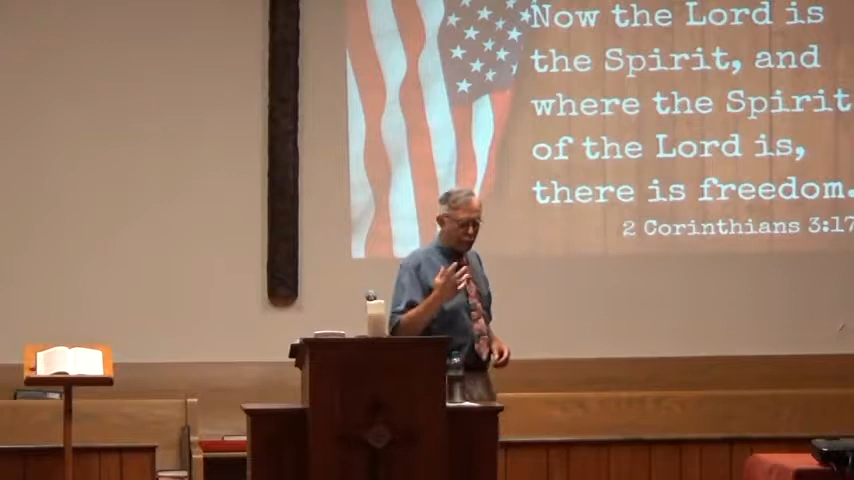 Now the Lord is
the Spirit, and
where the Spirit
of the Lord is,
there is freedom.
2 Corinthians 3:17